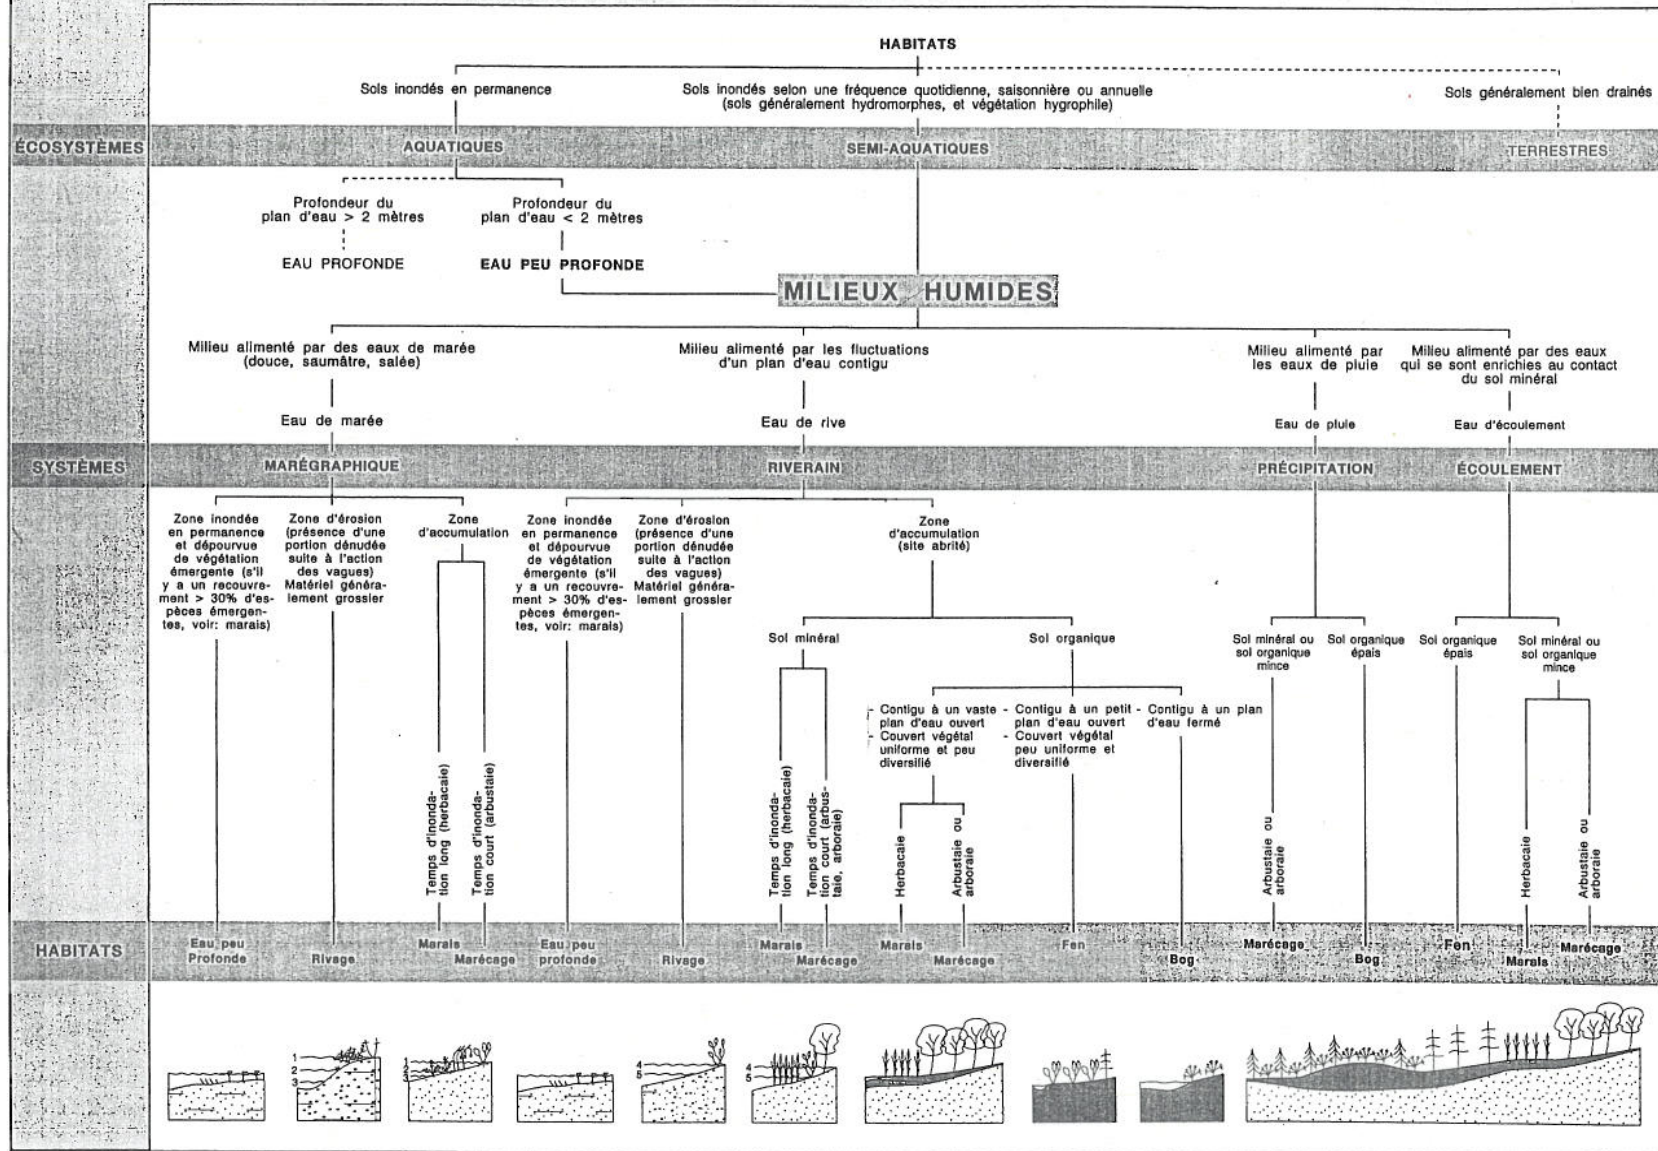 HABITATS
Sols inondés en permanence
Sols inondés selon une fréquence quotidienne, saisonnière ou annuelle
(sols généralement hydromorphes, et végétation hygrophile)
Sols généralement bien drainés
ÉCOSYSTÈMES
AQUATIQUES
SEMI-AQUATIQUES
TERRESTRES
Profondeur du
plan d'eau > 2 mètres
Profondeur du
plan d'eau < 2 mètres
EAU PROFONDE
EAU PEU PROFONDE
MILIEUX HUMIDES
Milieu alimenté par des eaux de marée
(douce, saumâtre, salée)
Milieu alimenté par les fluctuations
d'un plan d'eau contigu
Milieu alimenté par
les eaux de pluie
Milieu alimenté par des eaux
qui se sont enrichies au contact
du sol minéral
Eau de marée
Eau de rive
Eau de pluie
Eau d'écoulement
SYSTÈMES
MARÉGRAPHIQUE
RIVERAIN
PRÉCIPITATION
ÉCOULEMENT
Zone inondée
en permanence
et dépourvue
de végétation
émergente (s'il
y a un recouvre-
ment > 30% d'es-
pèces émergen-
tes, voir: marais)
Zone d'érosion
(présence d'une
portion dénudée
suite à l'action
des vagues)
Matériel généra-
lement grossier
Zone
d'accumulation
Zone inondée
en permanence
et dépourvue
de végétation
émergente (s'il
y a un recouvre-
ment > 30% d'es-
pèces émergen-
tes, voir: marais)
Zone d'érosion
(présence d'une
portion dénudée
suite à l'action
des vagues)
Matériel généra-
lement grossier
Zone
d'accumulation
(site abrité)
Sol minéral
Sol organique
Sol minéral ou
sol organique
mince
Sol organique
épais
Sol organique
épais
Sol minéral ou
sol organique
mince
- Contigu à un vaste
plan d'eau ouvert
- Couvert végétal
uniforme et peu
diversifié
- Contigu à un petit
plan d'eau ouvert
- Couvert végétal
peu uniforme et
diversifié
- Contigu à un plan
d'eau fermé
Temps d'inonda-
tion long (herbacaie)
Temps d'inonda-
tion court (arbustaie)
Temps d'inonda-
tion long (herbacaie)
Temps d'inonda-
tion court (arbus-
taie, arboraie)
Herbacaie
Arbustaie ou
arboraie
Arbustaie ou
arboraie
Herbacaie
Arbustaie ou
arboraie
HABITATS
Eau peu
Profonde
Rivage
Marais
Marécage
Eau peu
profonde
Rivage
Marais
Marécage
Marais
Marécage
Fen
Bog
Marécage
Bog
Fen
Marais
Marécage
1
2
3
1
2
3
4
5
4
5